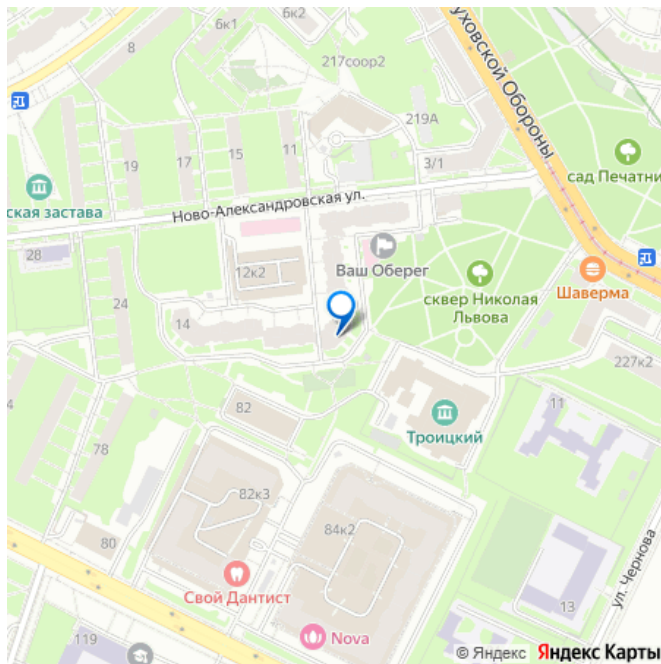 6к1
62к2
8
217соор2
уховской Обороны
219А
3/1
19
17
15
11
сад Печатни
ская застава
Ново-Александровская ул.
28
12к2
Ваш Оберег
сквер Николая
Львова
Шаверма
24
14
227к2
4
82
11
Троицкий
78
82к3
84к2
80
Свой Дантист
13
ул. Чернова
119
Nova
© Яндекс Яндекс Карты